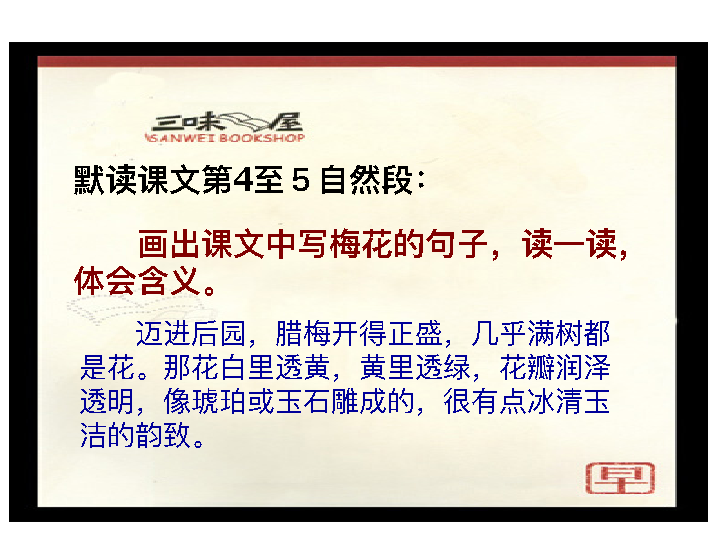 三味屋
SANWEI BOOKSHOP
默读课文第4至 5 自然段：
画出课文中写梅花的句子，读一读，
体会含义。
迈进后园，腊梅开得正盛，几乎满树都
是花。那花白里透黄，黄里透绿，花瓣润泽
透明，像琥珀或玉石雕成的，很有点冰清玉
洁的韵致。
早